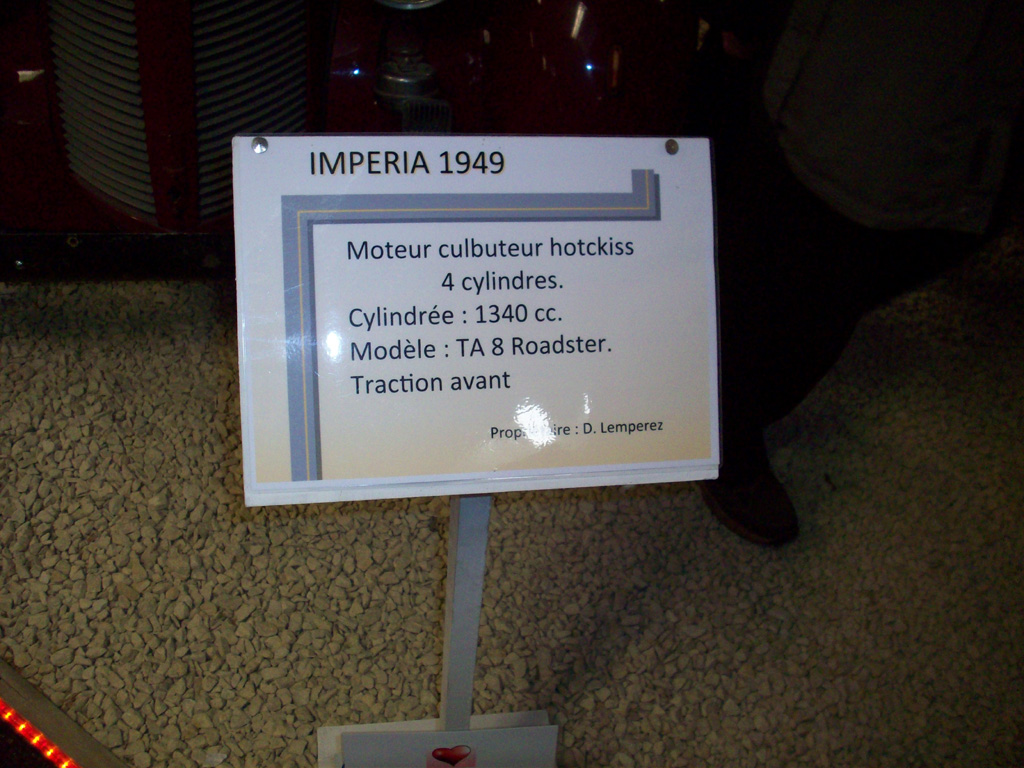 IMPERIA 1949
Moteur culbuteur hotckiss
4 cylindres.
Cylindrée : 1340 cc.
Modèle : TA 8 Roadster.
Traction avant
: D. Lemperez